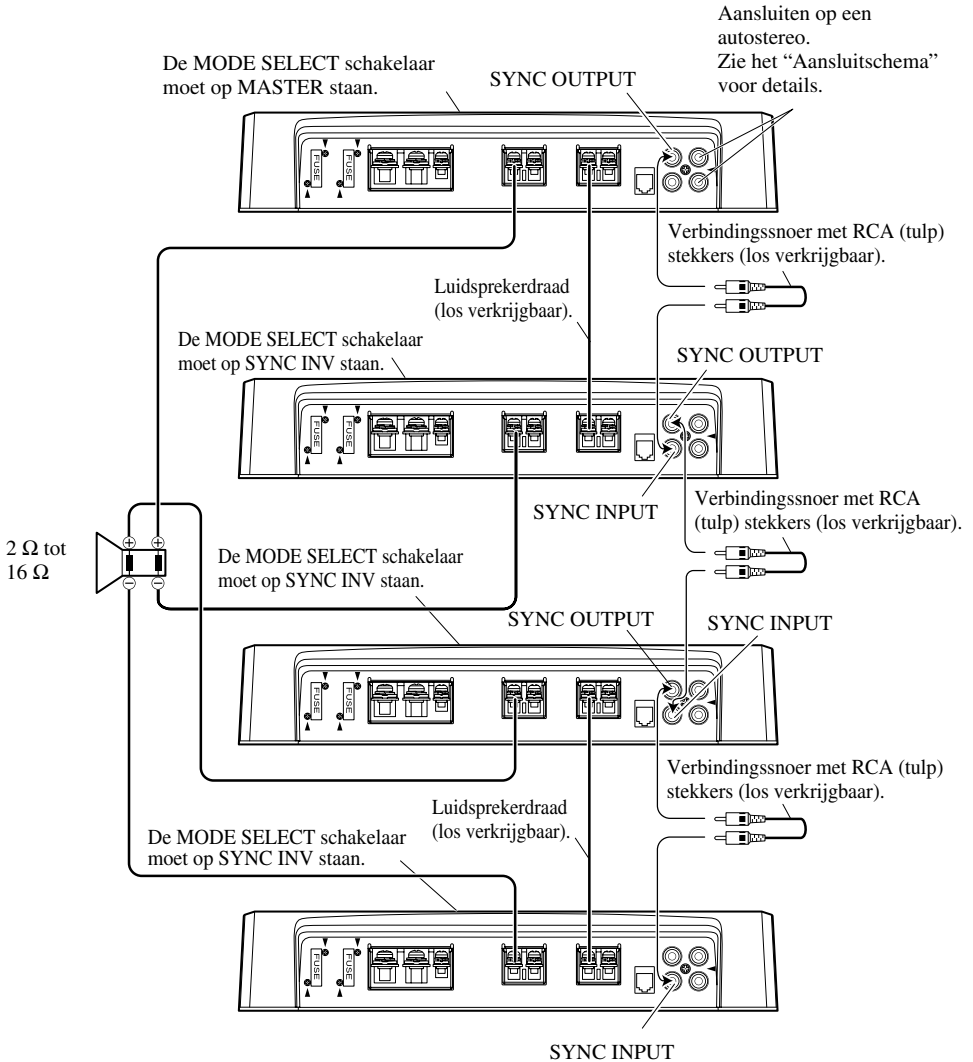 Aansluiten op een
autostereo.
Zie het “Aansluitschema”
voor details.
De MODE SELECT schakelaar
moet op MASTER staan.
SYNC OUTPUT
FUSE
FUSE
Verbindingssnoer met RCA (tulp)
stekkers (los verkrijgbaar).
Luidsprekerdraad
(los verkrijgbaar).
De MODE SELECT schakelaar
moet op SYNC INV staan.
SYNC OUTPUT
FUSE
FUSE
SYNC INPUT
Verbindingssnoer met RCA
(tulp) stekkers (los verkrijgbaar).
2 Ω tot
16 Ω
De MODE SELECT schakelaar
moet op SYNC INV staan.
SYNC OUTPUT
SYNC INPUT
FUSE
FUSE
Verbindingssnoer met RCA (tulp)
stekkers (los verkrijgbaar).
Luidsprekerdraad
(los verkrijgbaar).
De MODE SELECT schakelaar
moet op SYNC INV staan.
FUSE
FUSE
SYNC INPUT